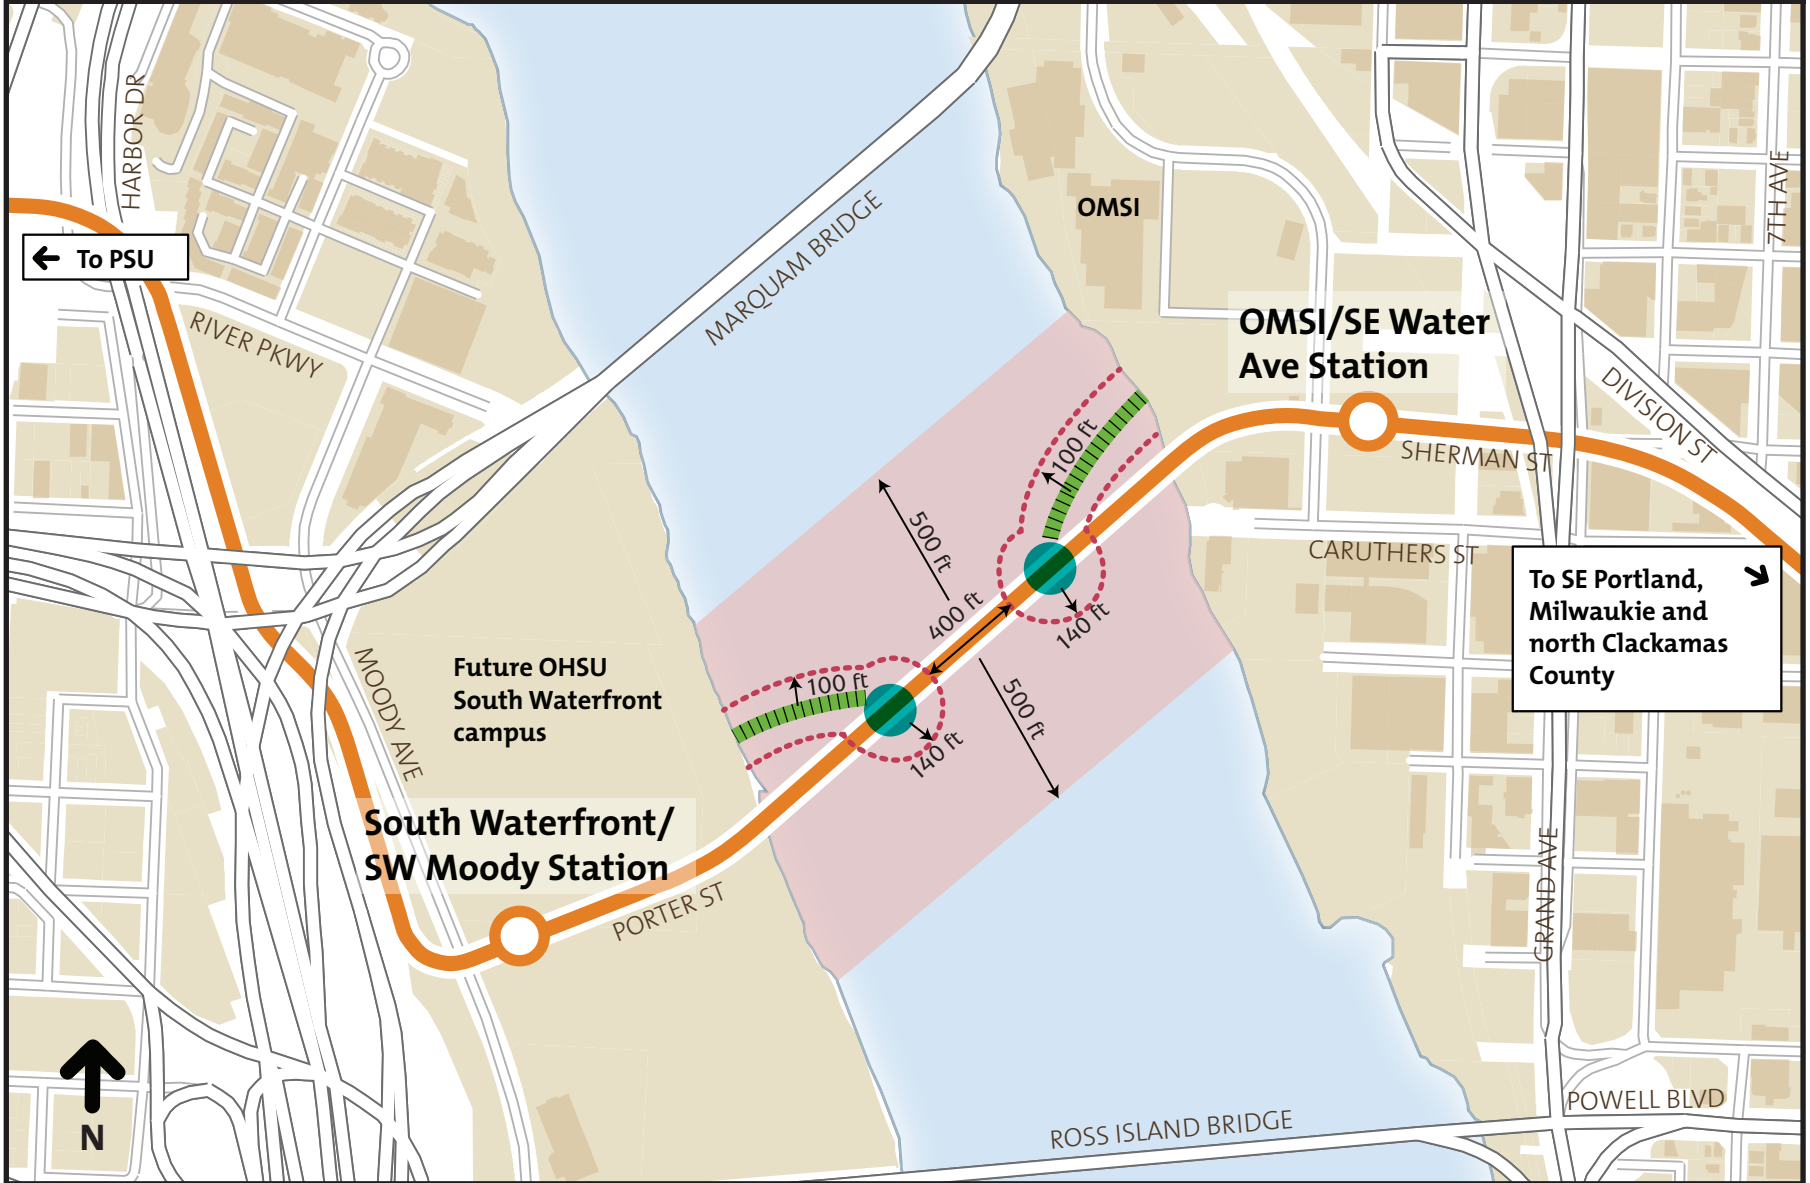 HARBOR DR
To PSU
RIVER PKWY
MARQUAM BRIDGE
OMSI
7TH AVE
OMSI/SE Water
Ave Station
DIVISION ST
SHERMAN ST
CARUTHERS ST
To SE Portland,
Milwaukie and
north Clackamas
County
100 ft
500 ft
400 ft
140 ft
100 ft
500 ft
140 ft
MOODY AVE
Future OHSU
South Waterfront
campus
South Waterfront/
SW Moody Station
PORTER ST
GRAND AVE
N
ROSS ISLAND BRIDGE
POWELL BLVD